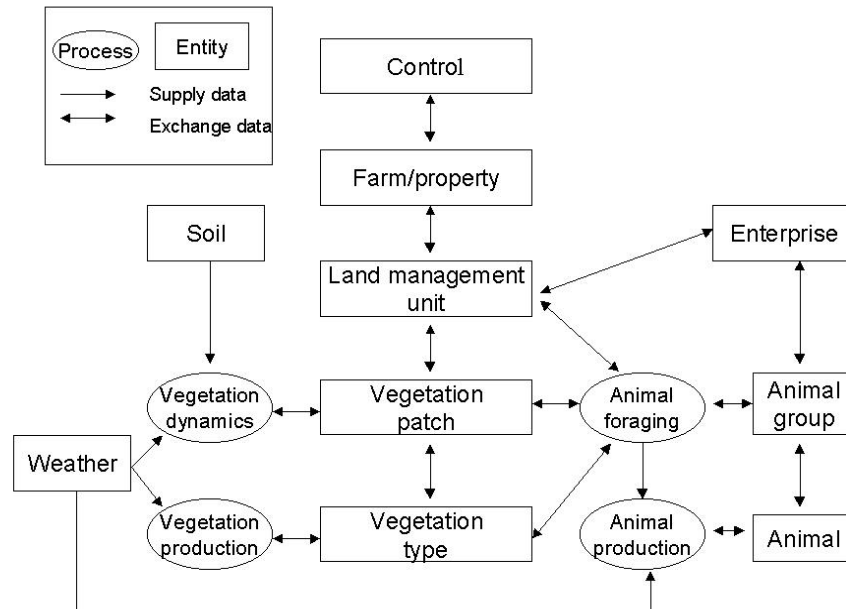 Process
Entity
Supply data
Exchange data
Control
Farm/property
Soil
Enterprise
Land management
unit
Vegetation
dynamics
Vegetation
patch
Animal
foraging
Animal
group
Weather
Vegetation
production
Vegetation
type
Animal
production
Animal